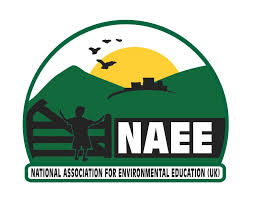 NAEE
NATIONAL ASSOCIATION FOR ENVIRONMENTAL EDUCATION (UK)